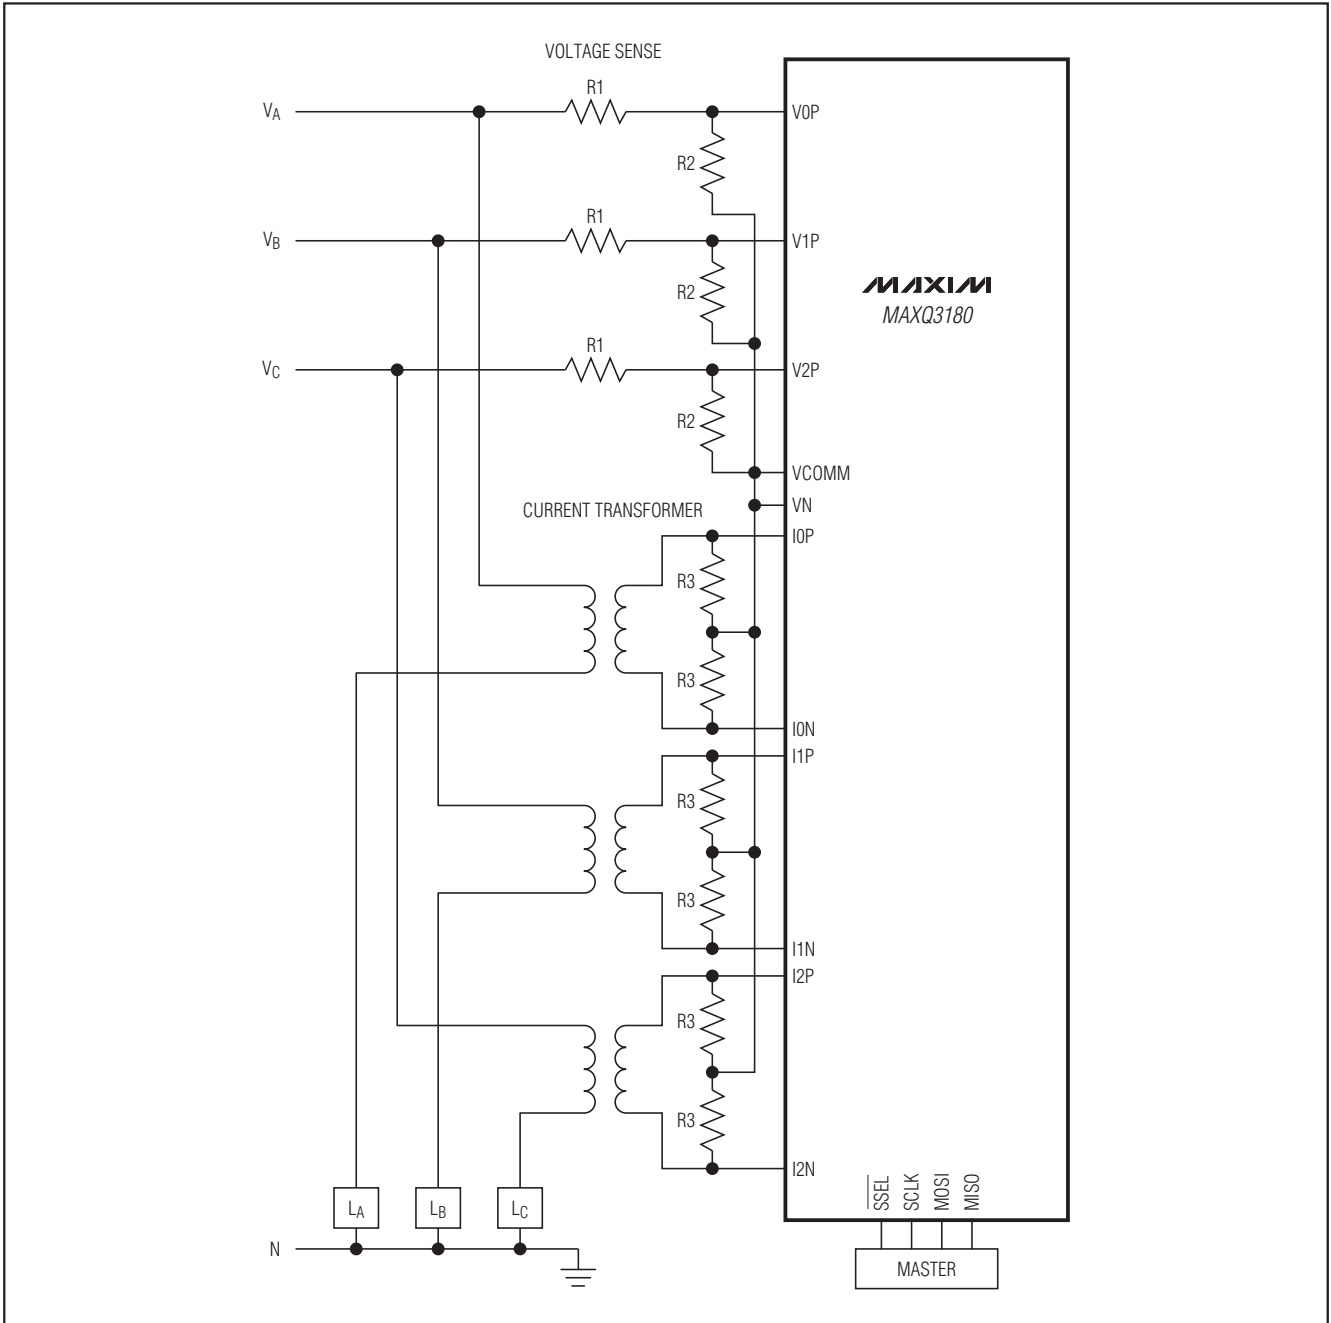 VOLTAGE SENSE
R1
VA
V0P
R2
R1
VB
V1P
R2
MAXIM
MAXQ3180
R1
VC
V2P
R2
VCOMM
VN
CURRENT TRANSFORMER
I0P
R3
R3
I0N
I1P
R3
R3
I1N
I2P
R3
R3
I2N
SSEL
SCLK
MOSI
MISO
LA
LB
LC
N
MASTER